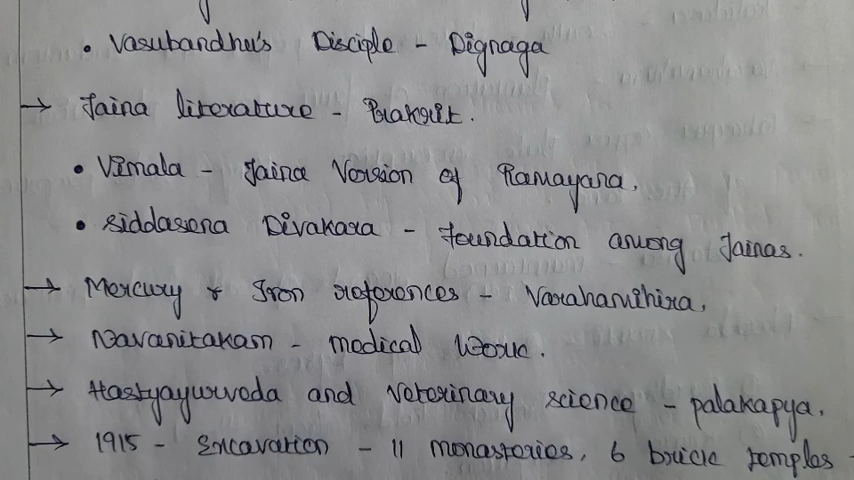 • Vasubandhu's Disciple - Dignaga
→ Jaina literature - Prakrit.
• Vimala - Jaina Version of Ramayana.
• Siddasena Divakara - foundation among Jainas.
→ Mercury & Iron references - Varahamihira,
→ Navanitakam - medical Work.
→ Hastyayurveda and Veterinary science - palakapya.
→ 1915 - Excavation - 11 monasteries, 6 brick temples -